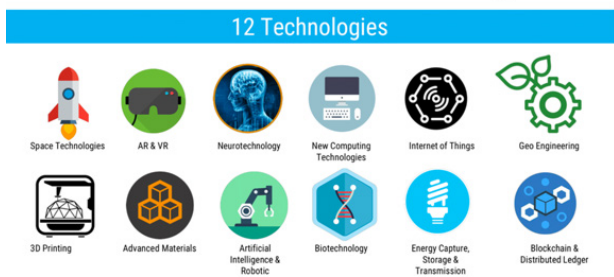 12 Technologies
Space Technologies
AR & VR
Neurotechnology
New Computing
Technologies
Internet of Things
Geo Engineering
3D Printing
Advanced Materials
Artificial
Intelligence &
Robotic
Biotechnology
Energy Capture,
Storage &
Transmission
Blockchain &
Distributed Ledger